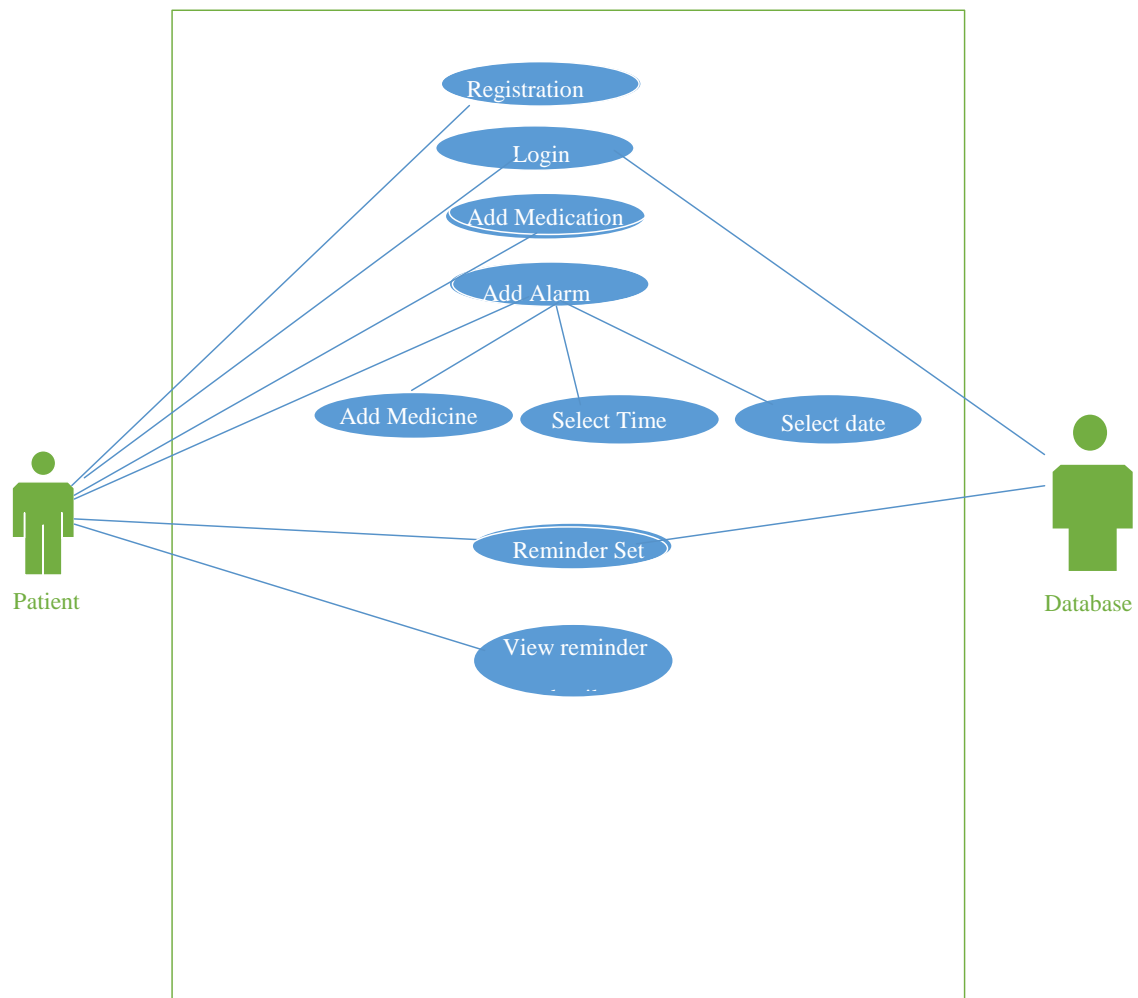 Registration
Login
Add Medication
Add Alarm
Add Medicine
Select Time
Select date
Reminder Set
View reminder
Patient
Database